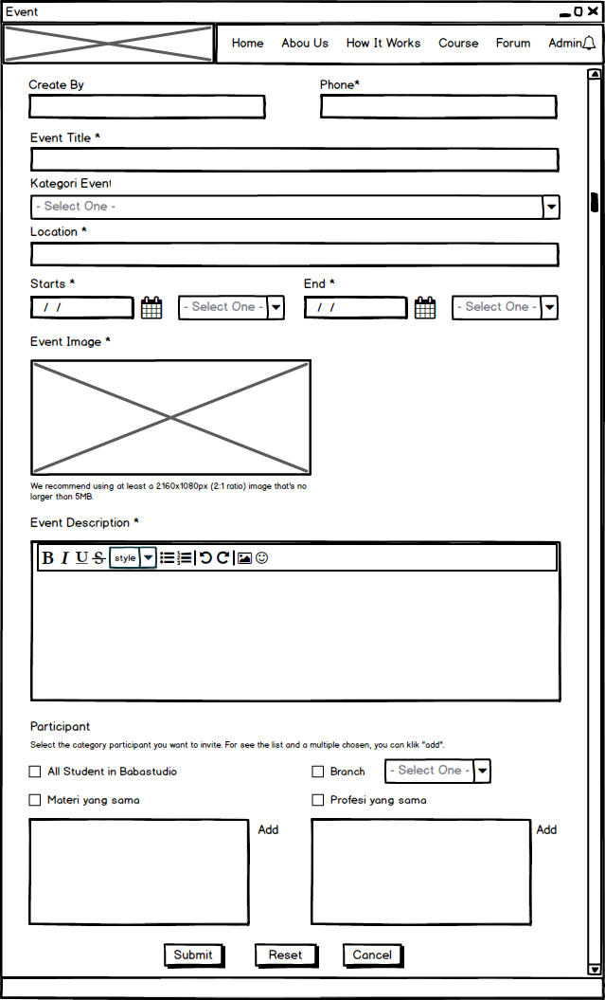 Event
Home Abou Us How It Works Course Forum Admin
Create By Phone*
Event Title *
Kategori Event
- Select One -
Location *
Starts * End *
/ / - Select One - / / - Select One -
Event Image *
We recommend using at least a 2160x1080px (2:1 ratio) image that's no
larger than 5MB.
Event Description *
B I U S style
Participant
Select the category participant you want to invite. For see the list and a multiple chosen, you can klik "add".
All Student in Babastudio Branch - Select One -
Materi yang sama Profesi yang sama
Add Add
Submit Reset Cancel